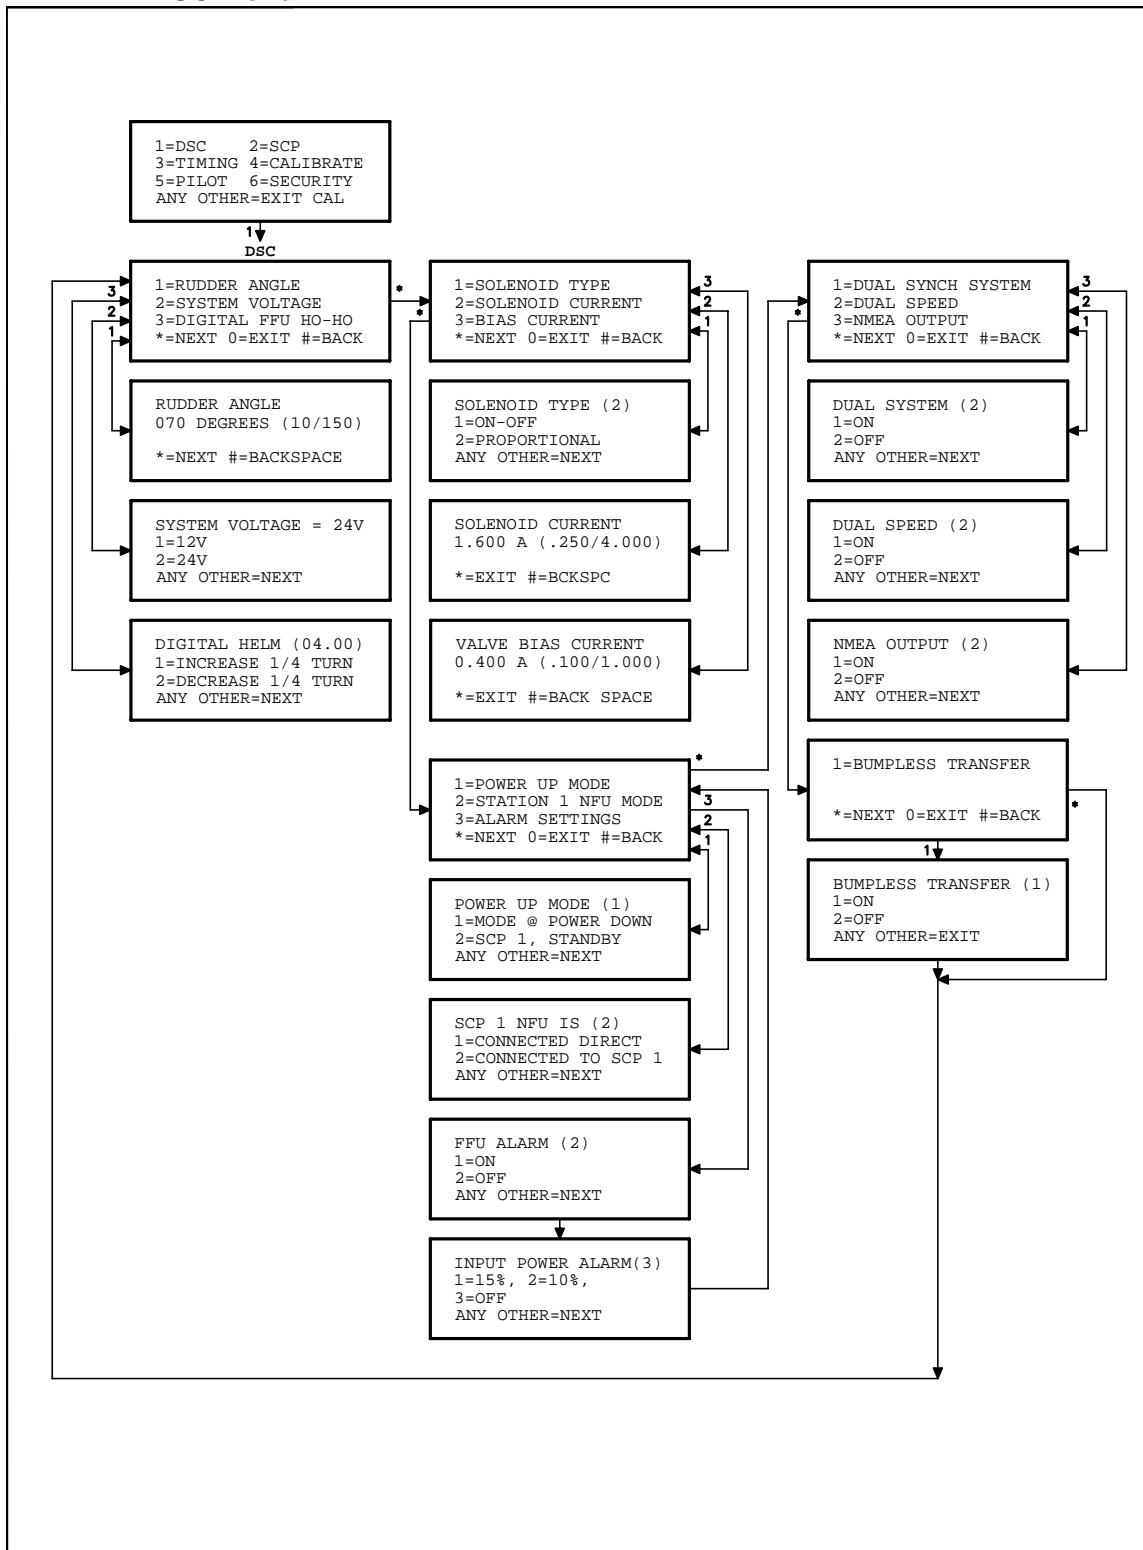 1=DSC    2=SCP
3=TIMING 4=CALIBRATE
5=PILOT  6=SECURITY
ANY OTHER=EXIT CAL
1
DSC
1=RUDDER ANGLE
2=SYSTEM VOLTAGE
3=DIGITAL FFU HO-HO
*=NEXT 0=EXIT #=BACK
3
2
1
*
RUDDER ANGLE
070 DEGREES (10/150)
*=NEXT #=BACKSPACE
SYSTEM VOLTAGE = 24V
1=12V
2=24V
ANY OTHER=NEXT
DIGITAL HELM (04.00)
1=INCREASE 1/4 TURN
2=DECREASE 1/4 TURN
ANY OTHER=NEXT
1=SOLENOID TYPE
2=SOLENOID CURRENT
3=BIAS CURRENT
*=NEXT 0=EXIT #=BACK
*
3
2
1
SOLENOID TYPE (2)
1=ON-OFF
2=PROPORTIONAL
ANY OTHER=NEXT
SOLENOID CURRENT
1.600 A (.250/4.000)
*=EXIT #=BCKSPC
VALVE BIAS CURRENT
0.400 A (.100/1.000)
*=EXIT #=BACK SPACE
1=POWER UP MODE
2=STATION 1 NFU MODE
3=ALARM SETTINGS
*=NEXT 0=EXIT #=BACK
*
3
2
1
POWER UP MODE (1)
1=MODE @ POWER DOWN
2=SCP 1, STANDBY
ANY OTHER=NEXT
SCP 1 NFU IS (2)
1=CONNECTED DIRECT
2=CONNECTED TO SCP 1
ANY OTHER=NEXT
FFU ALARM (2)
1=ON
2=OFF
ANY OTHER=NEXT
INPUT POWER ALARM(3)
1=15%, 2=10%,
3=OFF
ANY OTHER=NEXT
1=DUAL SYNCH SYSTEM
2=DUAL SPEED
3=NMEA OUTPUT
*=NEXT 0=EXIT #=BACK
*
3
2
1
DUAL SYSTEM (2)
1=ON
2=OFF
ANY OTHER=NEXT
DUAL SPEED (2)
1=ON
2=OFF
ANY OTHER=NEXT
NMEA OUTPUT (2)
1=ON
2=OFF
ANY OTHER=NEXT
1=BUMPLESS TRANSFER
*=NEXT 0=EXIT #=BACK
*
1
BUMPLESS TRANSFER (1)
1=ON
2=OFF
ANY OTHER=EXIT